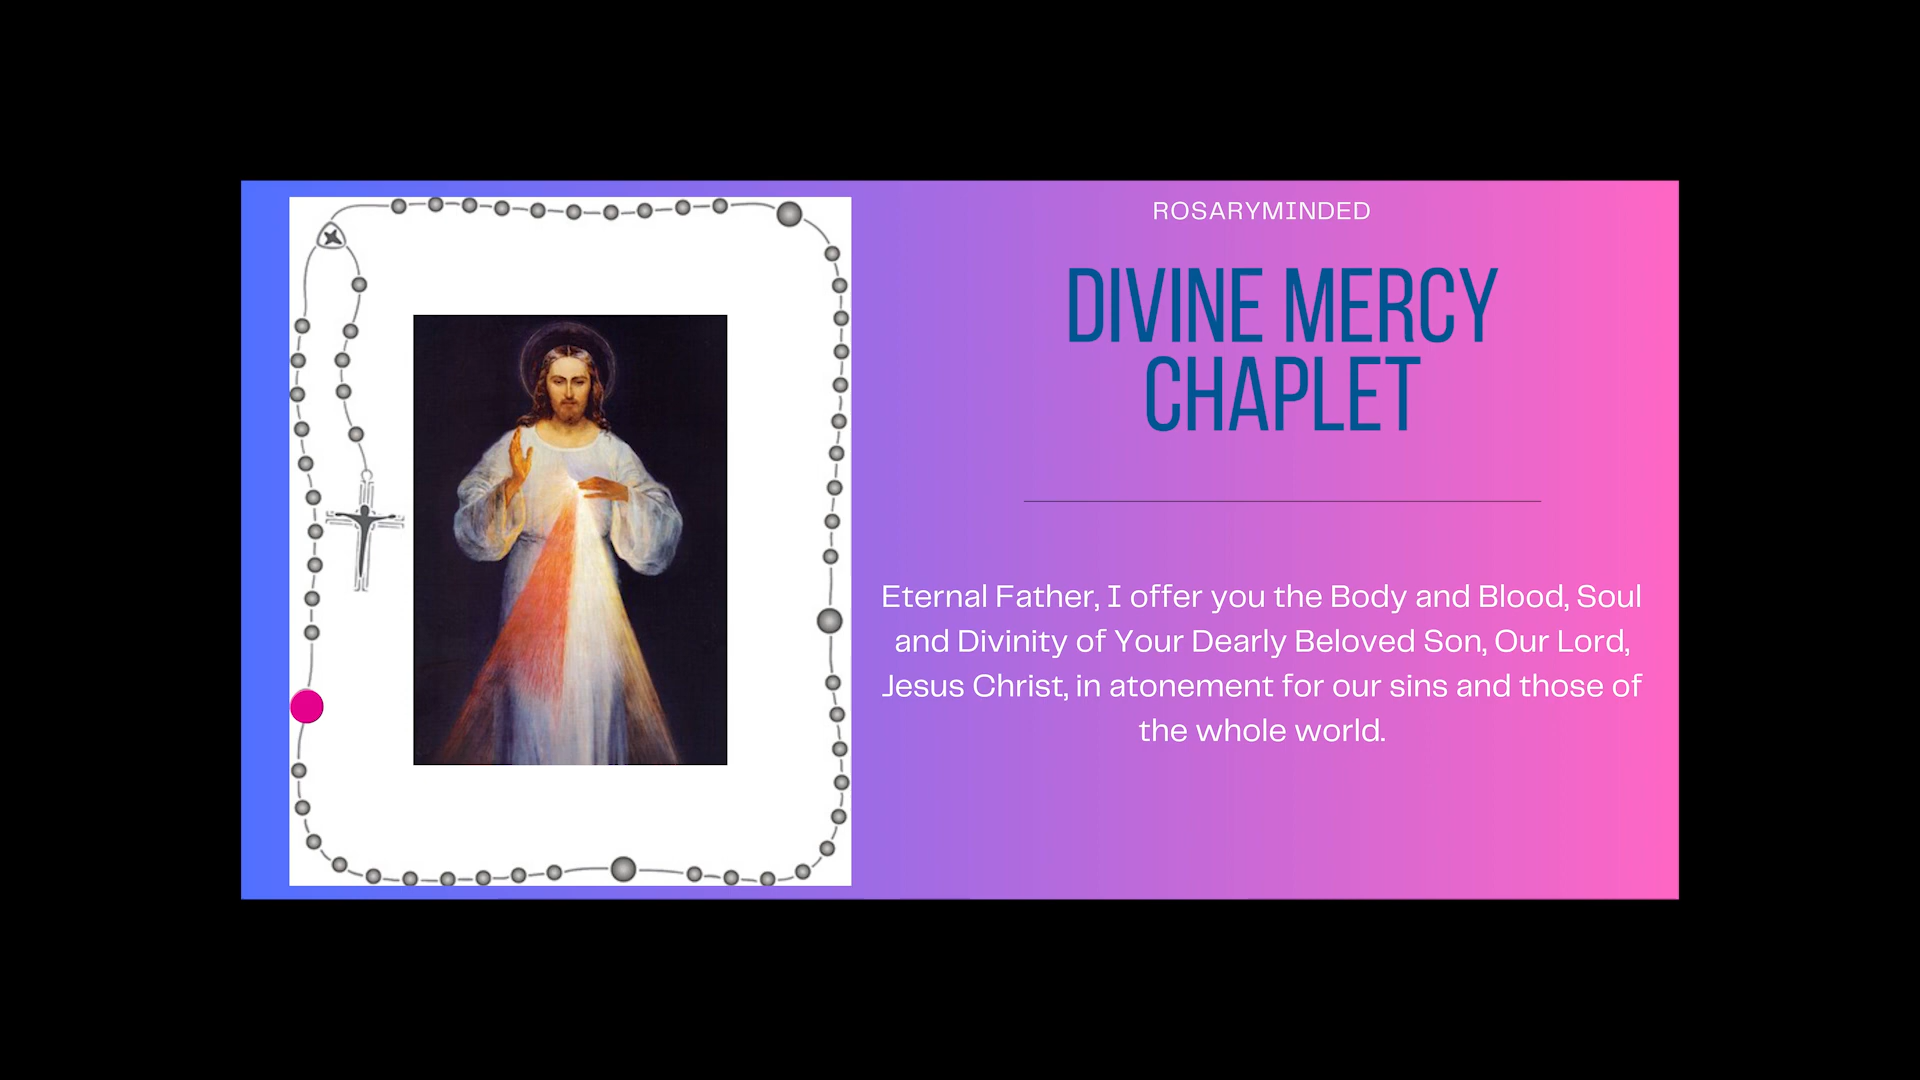 ROSARYMINDED
DIVINE MERCY
CHAPLET
Eternal Father, I offer you the Body and Blood, Soul
and Divinity of Your Dearly Beloved Son, Our Lord,
Jesus Christ, in atonement for our sins and those of
the whole world.